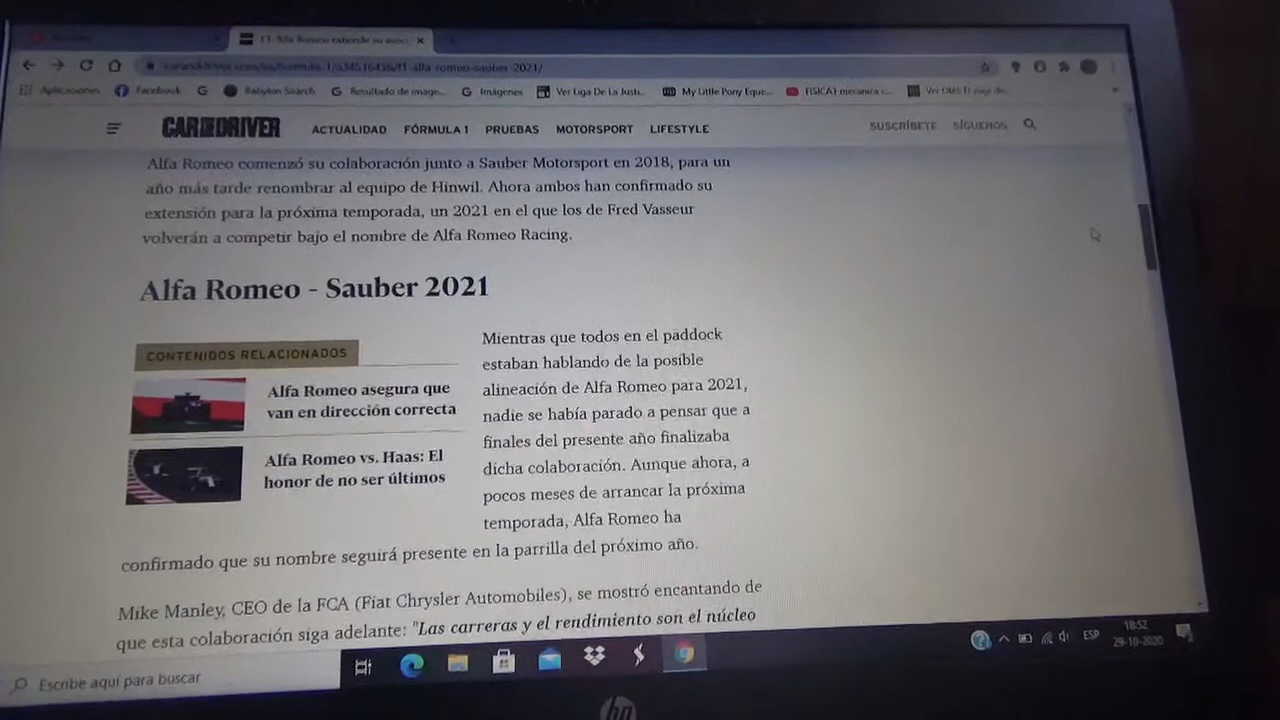 F1: Alfa Romeo extiende su
Aplicaciones Facebook G Babylon Search Resultado de image... Imágenes Ver Liga De La Justi... My Little Pony Eque... FISICA) mecanica c...
CAR AND DRIVER ACTUALIDAD FÓRMULA 1 PRUEBAS MOTORSPORT LIFESTYLE SUSCRÍBETE SÍGUENOS
Alfa Romeo comenzó su colaboración junto a Sauber Motorsport en 2018, para un
año más tarde renombrar al equipo de Hinwil. Ahora ambos han confirmado su
extensión para la próxima temporada, un 2021 en el que los de Fred Vasseur
volverán a competir bajo el nombre de Alfa Romeo Racing.
Alfa Romeo - Sauber 2021
CONTENIDOS RELACIONADOS
Alfa Romeo asegura que
van en dirección correcta
Alfa Romeo vs. Haas: El
honor de no ser últimos
Mientras que todos en el paddock
estaban hablando de la posible
alineación de Alfa Romeo para 2021,
nadie se había parado a pensar que a
finales del presente año finalizaba
dicha colaboración. Aunque ahora, a
pocos meses de arrancar la próxima
temporada, Alfa Romeo ha
confirmado que su nombre seguirá presente en la parrilla del próximo año.
Mike Manley, CEO de la FCA (Fiat Chrysler Automobiles), se mostró encantando de
que esta colaboración siga adelante: "Las carreras y el rendimiento son el núcleo
Escribe aquí para buscar
ESP
18:52
29-10-2020
hp